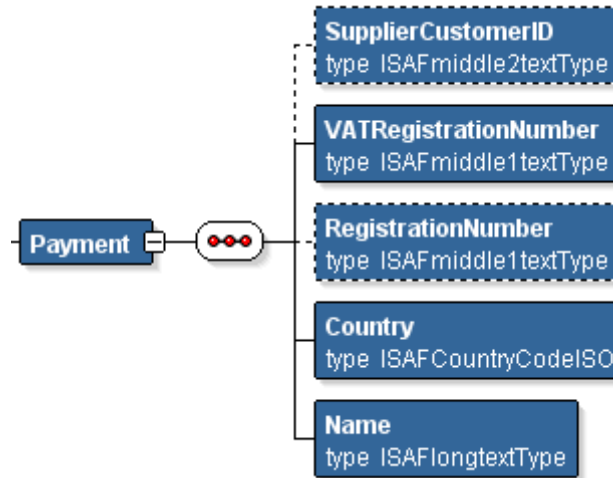 SupplierCustomerID
type ISAFmiddle2textType
VATRegistrationNumber
type ISAFmiddle1textType
Payment
RegistrationNumber
type ISAFmiddle1textType
Country
type ISAFCountryCodeISO
Name
type ISAFlongtextType